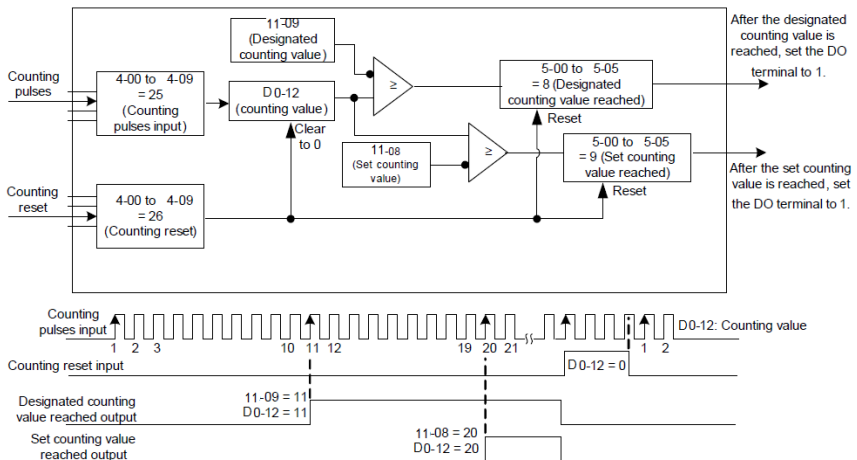 11-09
(Designated
counting value)
After the designated
counting value is
reached, set the DO
terminal to 1.
Counting
pulses
4-00 to 4-09
= 25
(Counting
pulses input)
D0-12
(counting value)
Clear
to 0
≥
5-00 to 5-05
= 8 (Designated
counting value reached)
Reset
11-08
(Set counting
value)
≥
5-00 to 5-05
= 9 (Set counting
value reached)
Reset
After the set counting
value is reached, set
the DO terminal to 1.
Counting
reset
4-00 to 4-09
= 26
(Counting reset)
Counting
pulses input
1 2 3 10 11 12 19 20 21 1 2
D0-12: Counting value
Counting reset input
D0-12 = 0
Designated counting
value reached output
11-09 = 11
D0-12 = 11
Set counting value
reached output
11-08 = 20
D0-12 = 20